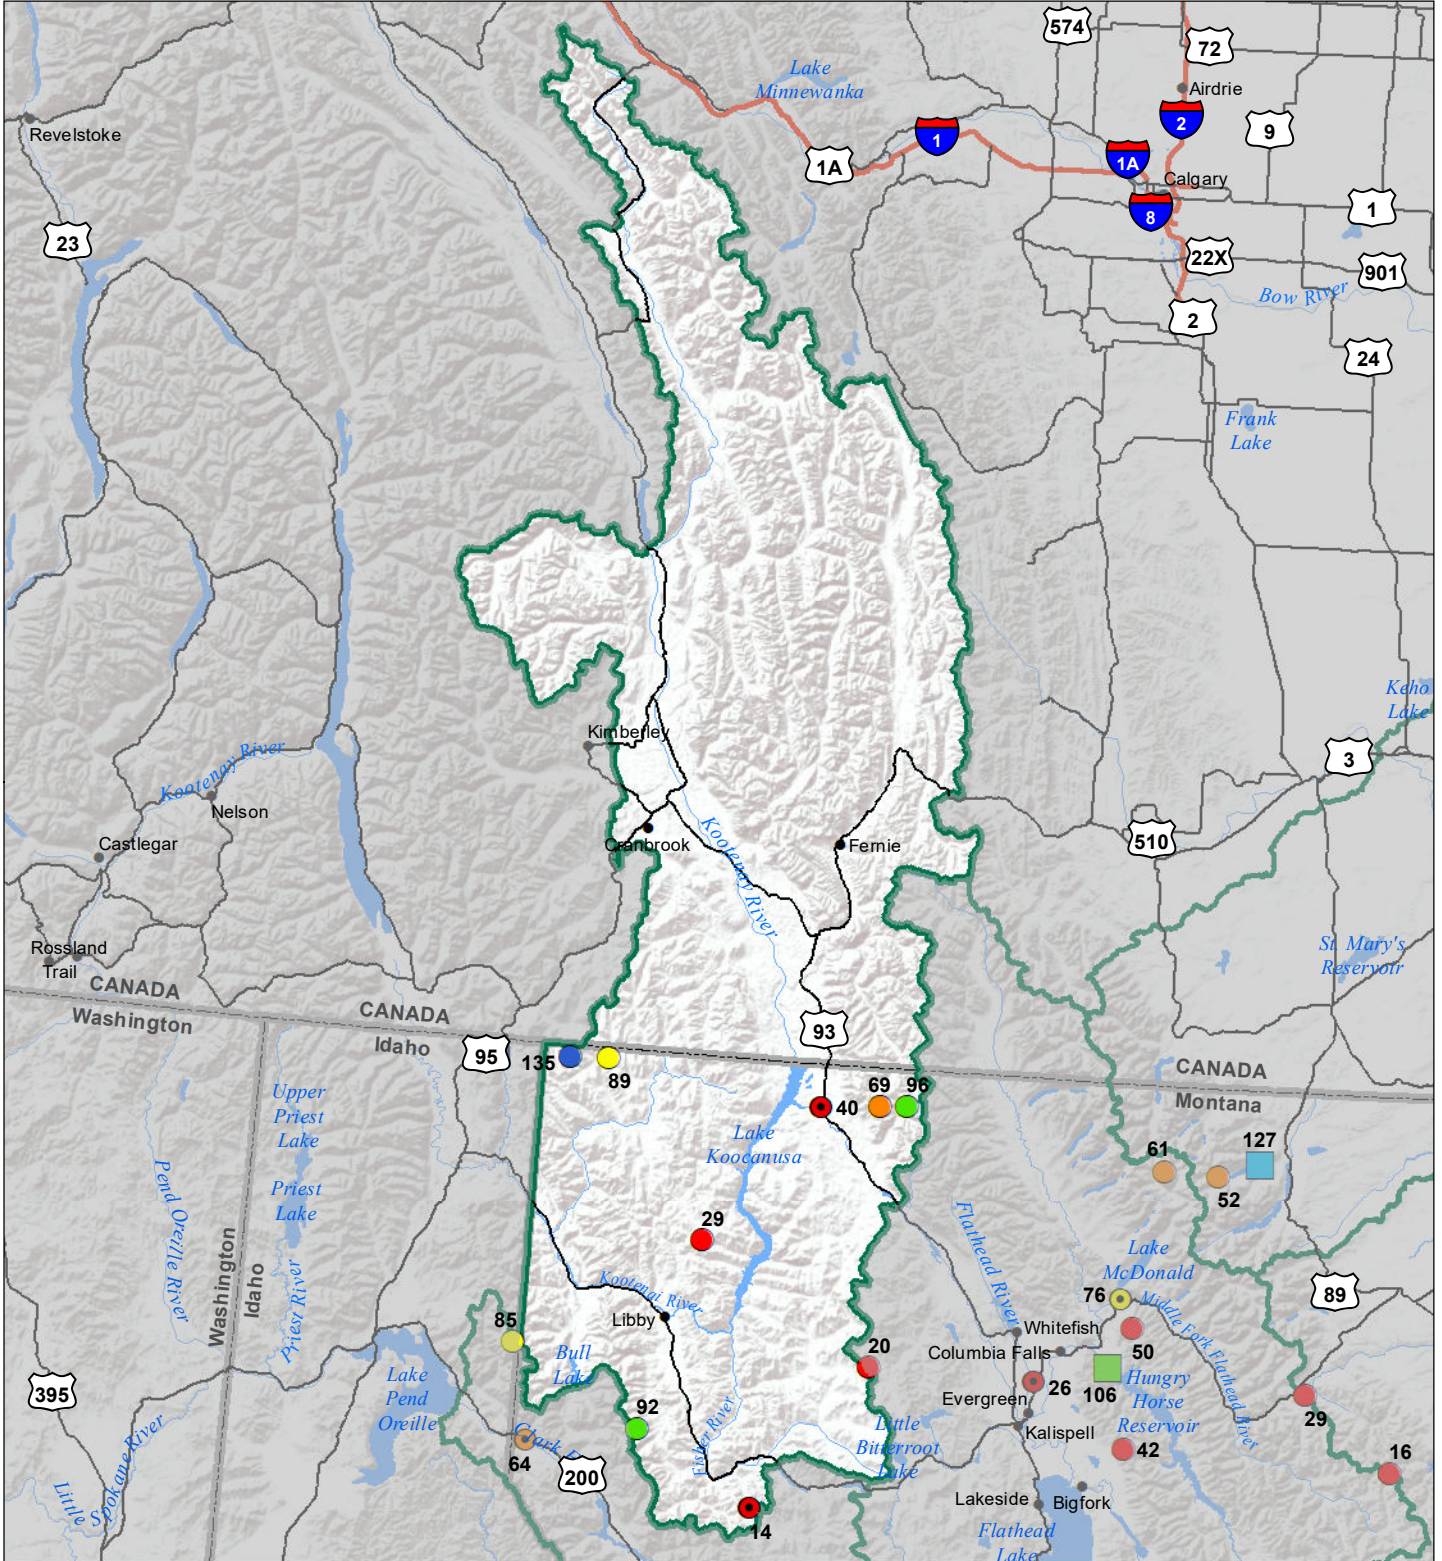 574
72
Lake
Minnewanka
Airdrie
2
9
Revelstoke
1
1A
1A
Calgary
8
1
23
22X
901
Bow River
2
24
Frank
Lake
Keho
Lake
Kimberley
3
Kootenay River
Nelson
Kootenay River
510
Castlegar
Cranbrook
Fernie
Rossland
Trail
St. Mary's
Reservoir
CANADA
Washington
CANADA
Idaho
93
95
135
89
CANADA
Montana
69
96
40
Upper
Priest
Lake
Lake
Koocanusa
61
127
52
Pend Oreille River
Priest
Lake
29
Flathead River
Washington
Idaho
Priest River
Lake
McDonald
Kootenai River
76
Middle Fork Flathead River
89
85
Libby
Whitefish
50
Columbia Falls
Bull
Lake
20
395
Lake
Pend
Oreille
26
106
Hungry
Horse
Reservoir
Evergreen
29
92
Fisher River
Little
Bitterroot
Lake
Kalispell
Little Spokane River
64
Clark F
200
42
16
Lakeside
Bigfork
14
Flathead
Lake